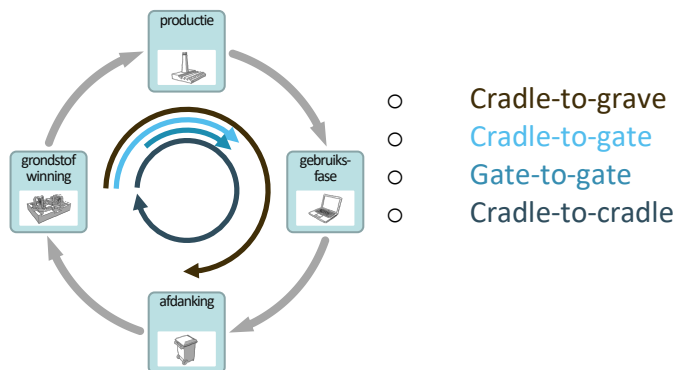 productie
grondstof
winning
gebruiks-
fase
afdanking
○ Cradle-to-grave
○ Cradle-to-gate
○ Gate-to-gate
○ Cradle-to-cradle